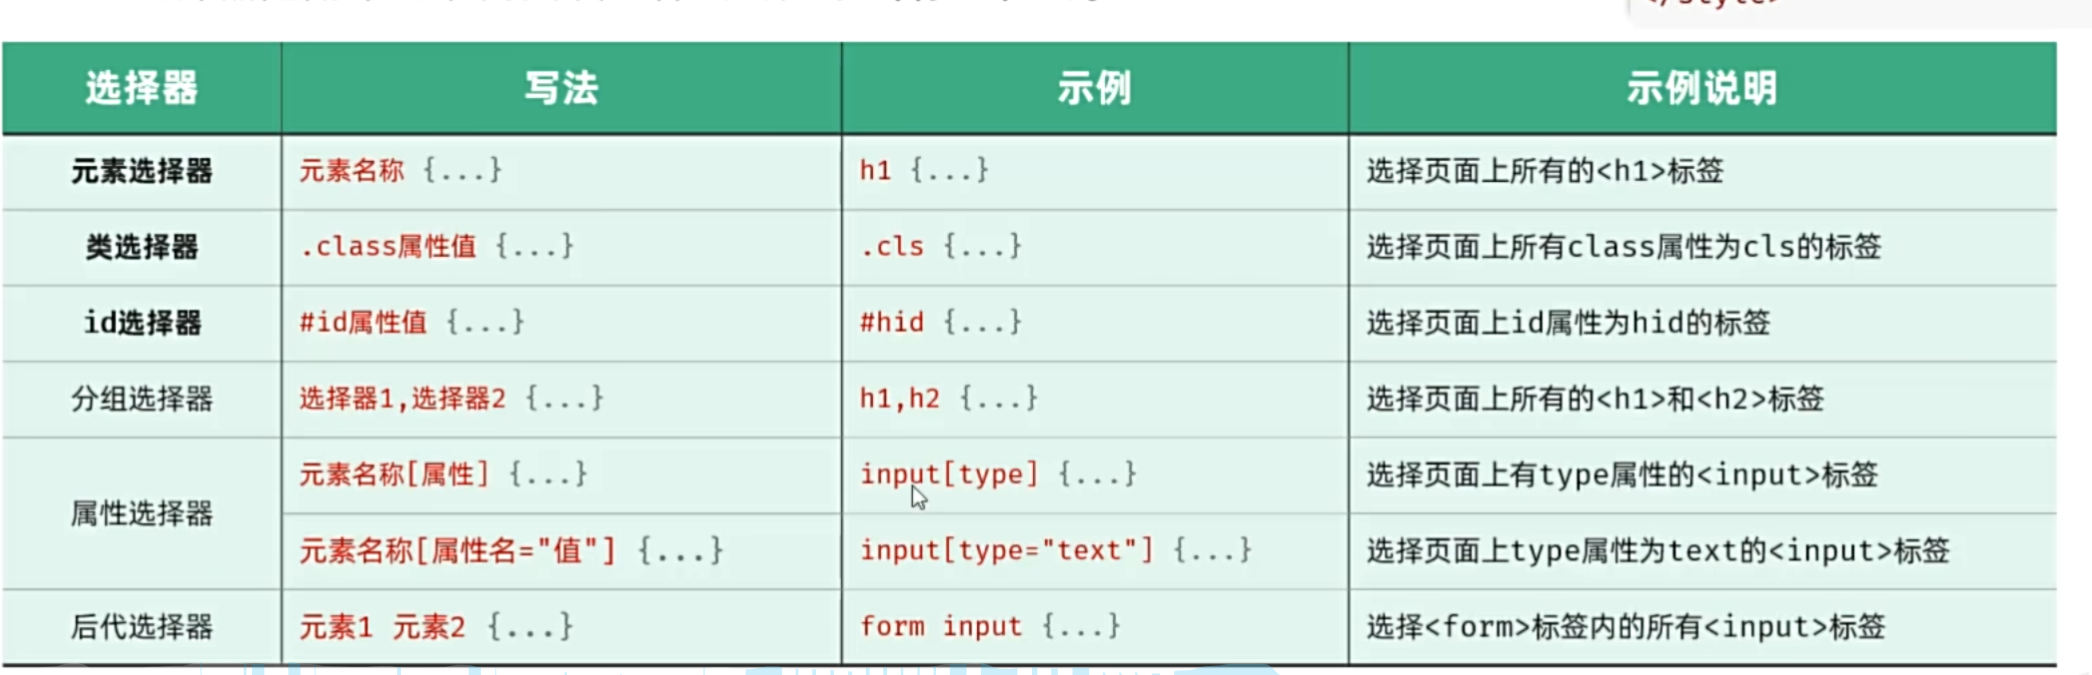 </style>
选择器 写法 示例 示例说明
元素选择器 元素名称 {...} h1 {...} 选择页面上所有的<h1>标签
类选择器 .class属性值 {...} .cls {...} 选择页面上所有class属性为cls的标签
id选择器 #id属性值 {...} #hid {...} 选择页面上id属性为hid的标签
分组选择器 选择器1,选择器2 {...} h1,h2 {...} 选择页面上所有的<h1>和<h2>标签
属性选择器 元素名称[属性] {...} input[type] {...} 选择页面上有type属性的<input>标签
元素名称[属性名="值"] {...} input[type="text"] {...} 选择页面上type属性为text的<input>标签
后代选择器 元素1 元素2 {...} form input {...} 选择<form>标签内的所有<input>标签